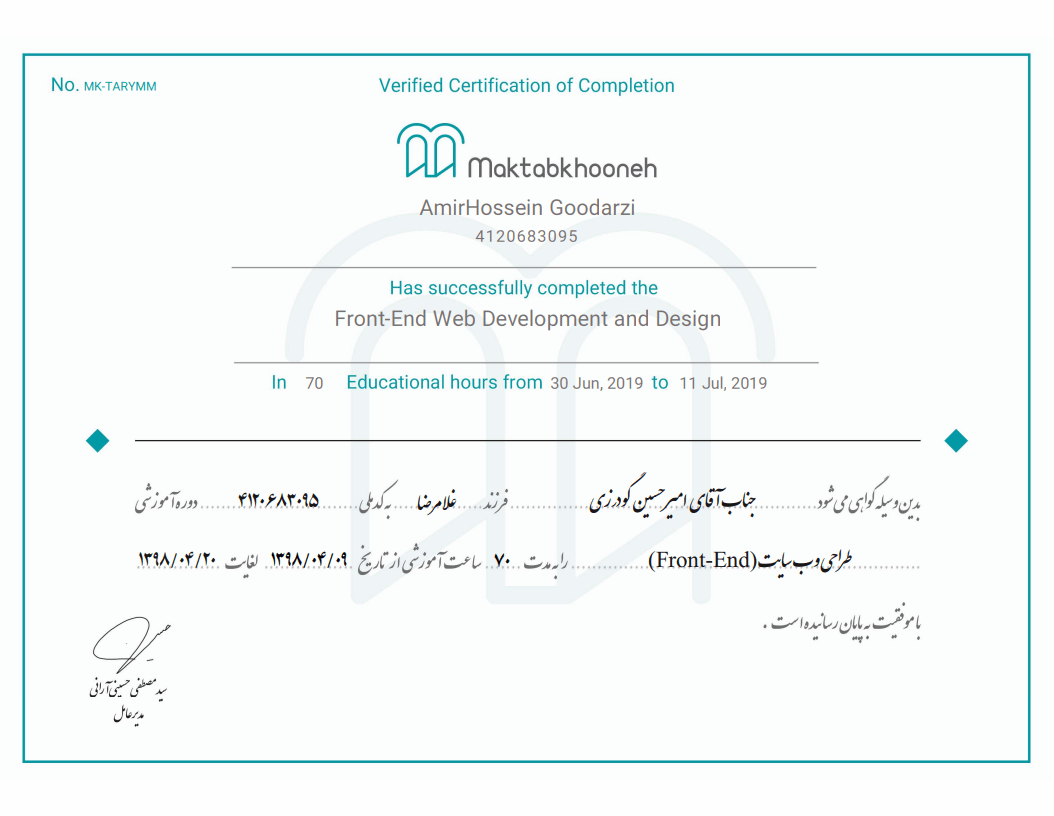 No. MK-TARYMM
Verified Certification of Completion
Maktabkhooneh
AmirHossein Goodarzi
4120683095
Has successfully completed the
Front-End Web Development and Design
In 70 Educational hours from 30 Jun, 2019 to 11 Jul, 2019
بدین وسیله گواهی می شود جناب آقای امیرحسین گودرزی فرزند غلامرضا به کد ملی ۴۱۲۰۶۸۳۰۹۵ دوره آموزشی
طراحی وب سایت (Front-End) را به مدت ۷۰ ساعت آموزشی از تاریخ ۱۳۹۸/۰۴/۰۹ لغایت ۱۳۹۸/۰۴/۲۰
با موفقیت به پایان رسانیده است .
سید مصطفی حسینی آرانی
مدیرعامل